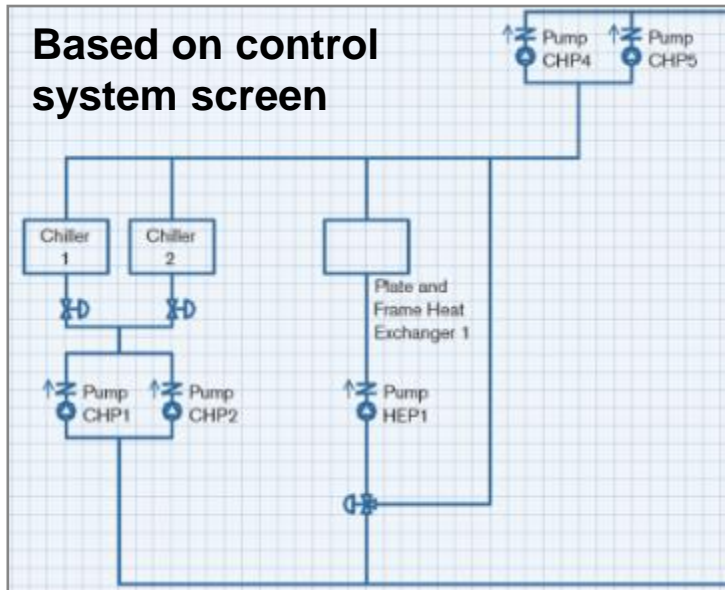 Based on control
system screen
Pump
CHP4
Pump
CHP5
Chiller
1
Chiller
2
Plate and
Frame Heat
Exchanger 1
Pump
CHP1
Pump
CHP2
Pump
HEP1